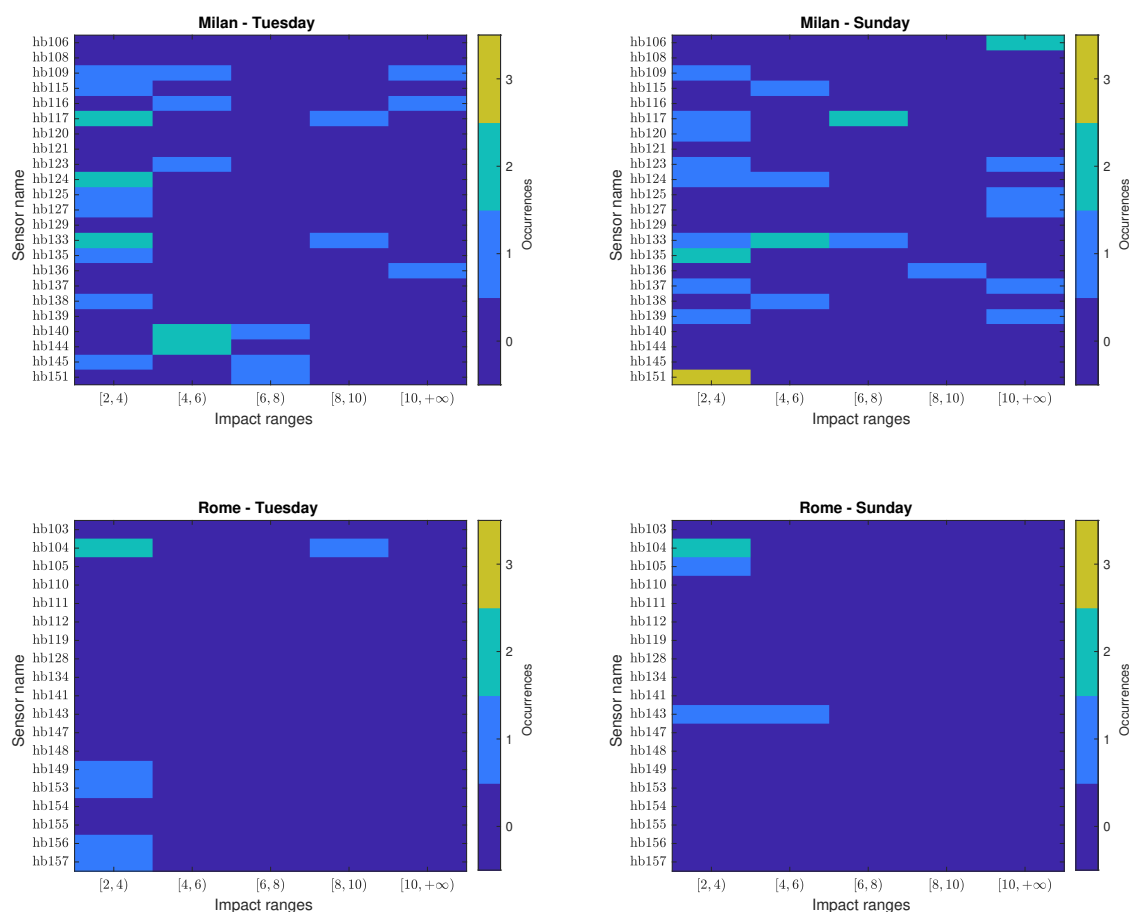 Milan - Tuesday
hb106
hb108
hb109
hb115
hb116
hb117
hb120
hb121
hb123
hb124
hb125
hb127
hb129
hb133
hb135
hb136
hb137
hb138
hb139
hb140
hb144
hb145
hb151
Sensor name
[2, 4) [4, 6) [6, 8) [8, 10) [10, +∞)
Impact ranges
3
2
1
0
Occurrences
Milan - Sunday
hb106
hb108
hb109
hb115
hb116
hb117
hb120
hb121
hb123
hb124
hb125
hb127
hb129
hb133
hb135
hb136
hb137
hb138
hb139
hb140
hb144
hb145
hb151
Sensor name
[2, 4) [4, 6) [6, 8) [8, 10) [10, +∞)
Impact ranges
3
2
1
0
Occurrences
Rome - Tuesday
hb103
hb104
hb105
hb110
hb111
hb112
hb119
hb128
hb134
hb141
hb143
hb147
hb148
hb149
hb153
hb154
hb155
hb156
hb157
Sensor name
[2, 4) [4, 6) [6, 8) [8, 10) [10, +∞)
Impact ranges
3
2
1
0
Occurrences
Rome - Sunday
hb103
hb104
hb105
hb110
hb111
hb112
hb119
hb128
hb134
hb141
hb143
hb147
hb148
hb149
hb153
hb154
hb155
hb156
hb157
Sensor name
[2, 4) [4, 6) [6, 8) [8, 10) [10, +∞)
Impact ranges
3
2
1
0
Occurrences